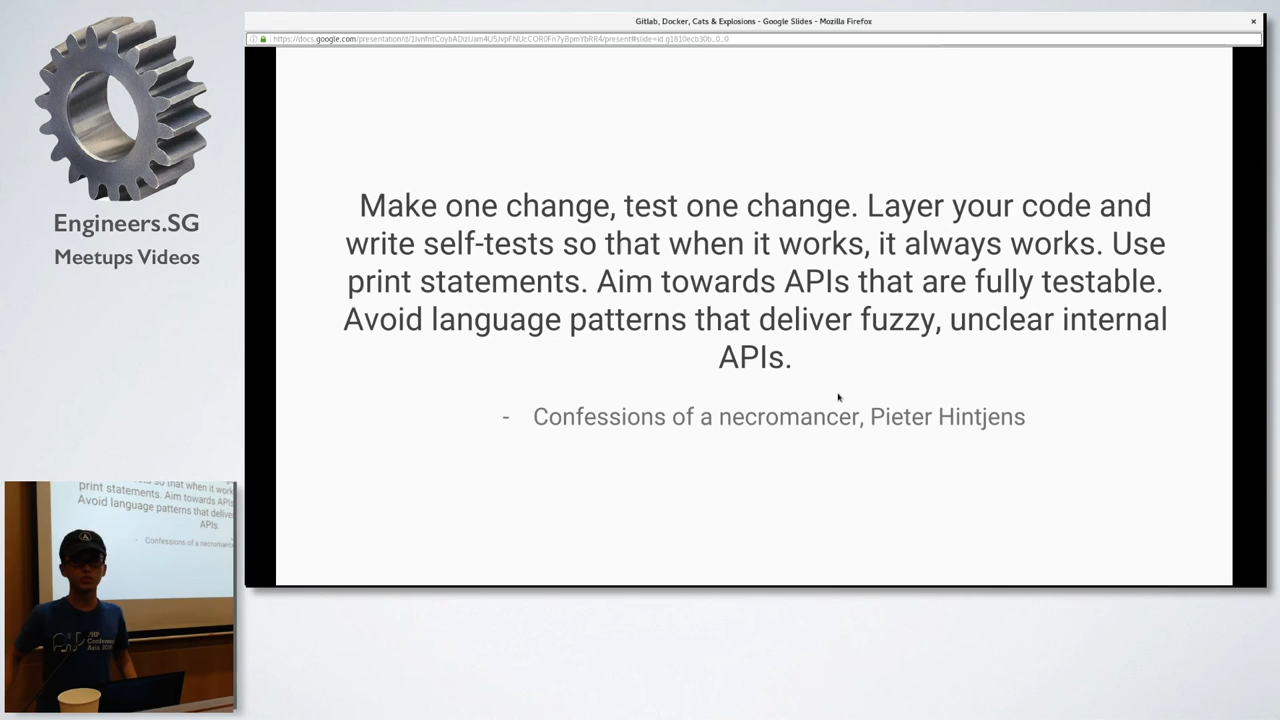 Gitlab, Docker, Cats & Explosions - Google Slides - Mozilla Firefox
Engineers.SG
Meetups Videos
Make one change, test one change. Layer your code and
write self-tests so that when it works, it always works. Use
print statements. Aim towards APIs that are fully testable.
Avoid language patterns that deliver fuzzy, unclear internal
APIs.
- Confessions of a necromancer, Pieter Hintjens
print statements. Aim towards APIs
Avoid language patterns that
APIs.
- Confessions of a